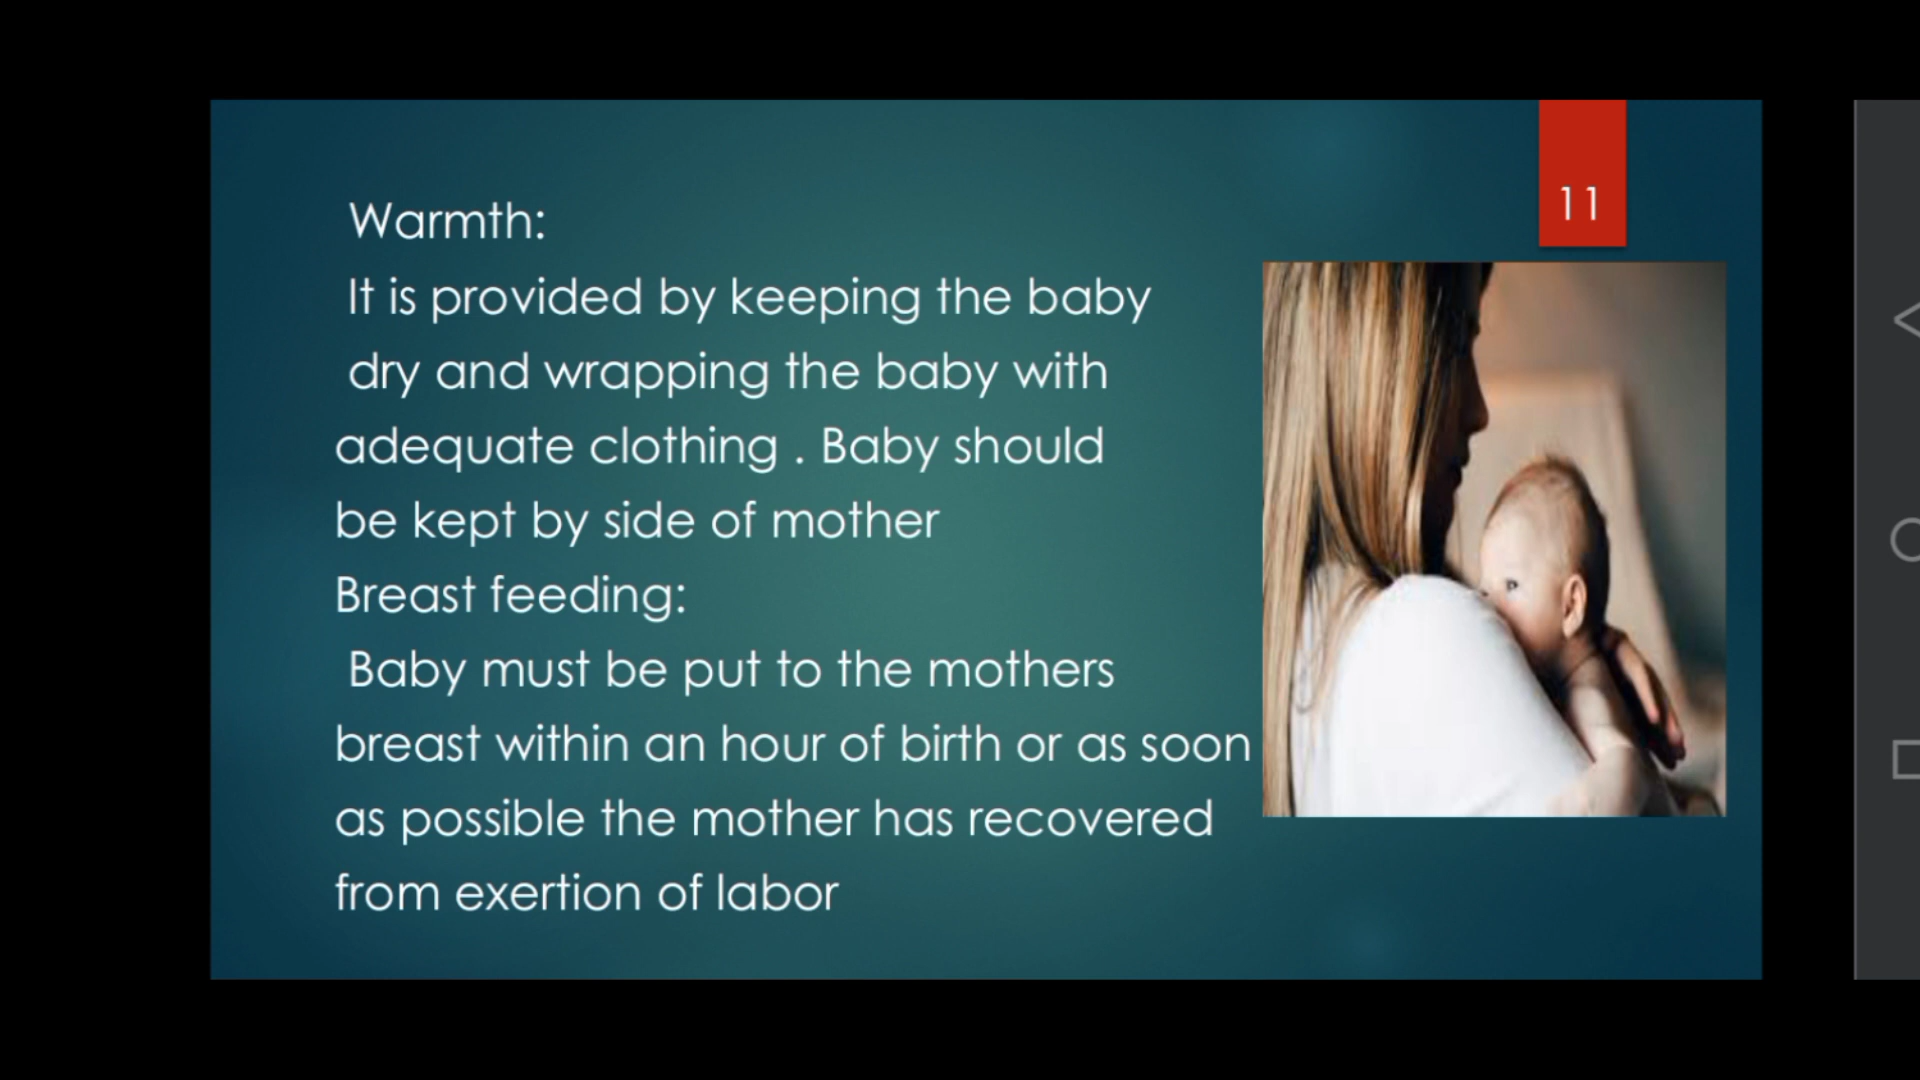 11
Warmth:
It is provided by keeping the baby
dry and wrapping the baby with
adequate clothing . Baby should
be kept by side of mother
Breast feeding:
Baby must be put to the mothers
breast within an hour of birth or as soon
as possible the mother has recovered
from exertion of labor